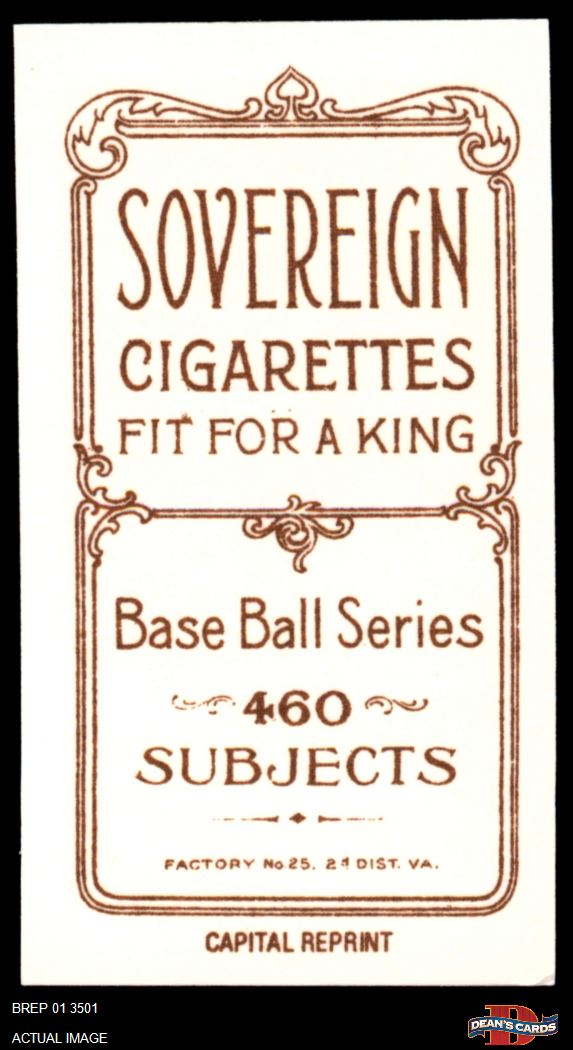 SOVEREIGN
CIGARETTES
FIT FOR A KING
Base Ball Series
460
SUBJECTS
FACTORY No 25. 2d DIST. VA.
CAPITAL REPRINT
BREP 01 3501
ACTUAL IMAGE
D
DEAN'S CARDS